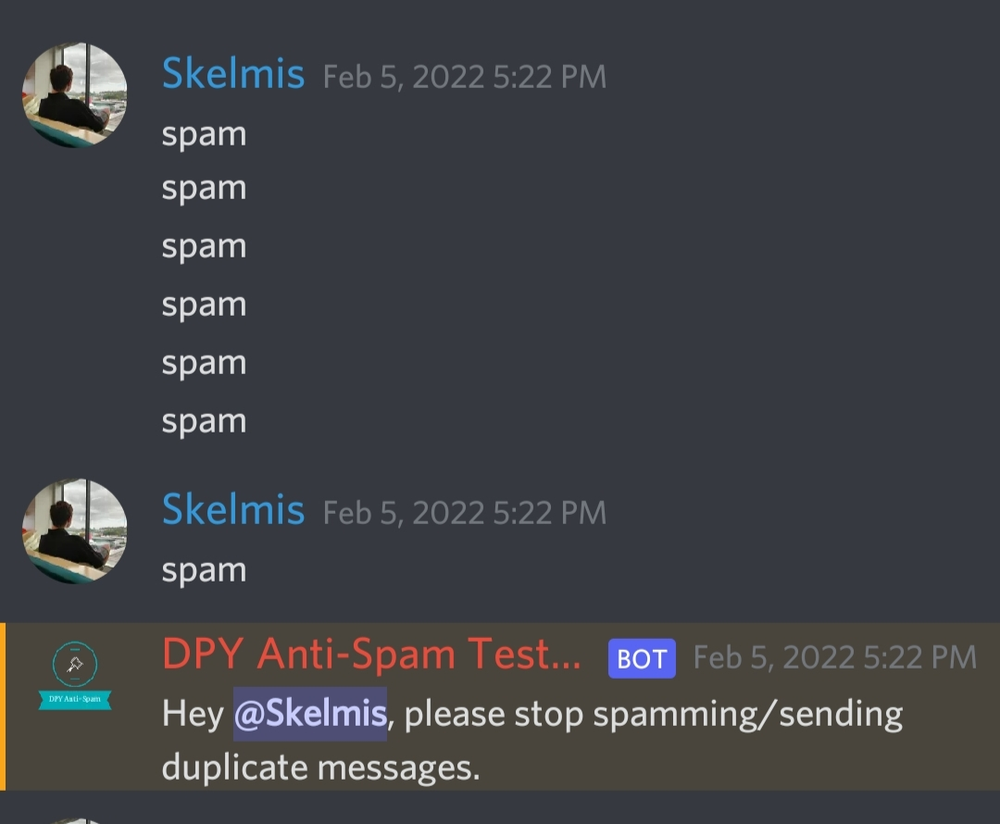 Skelmis Feb 5, 2022 5:22 PM
spam
spam
spam
spam
spam
spam
Skelmis Feb 5, 2022 5:22 PM
spam
DPY Anti-Spam Test... BOT Feb 5, 2022 5:22 PM
DPY Anti-Spam
Hey @Skelmis, please stop spamming/sending
duplicate messages.